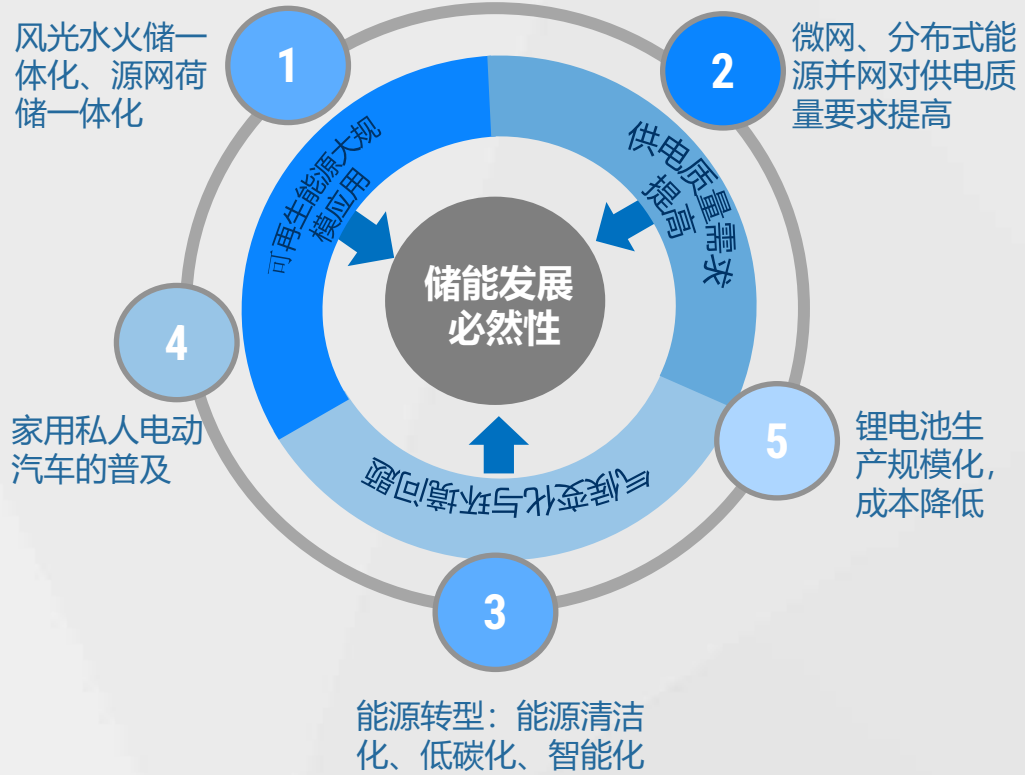 1
风光水火储一
体化、源网荷
储一体化
2
微网、分布式能
源并网对供电质
量要求提高
可再生能源大规
模应用
供电质量需求
提高
储能发展
必然性
4
家用私人电动
汽车的普及
5
锂电池生
产规模化，
成本降低
气候变化与环境问题
3
能源转型：能源清洁
化、低碳化、智能化